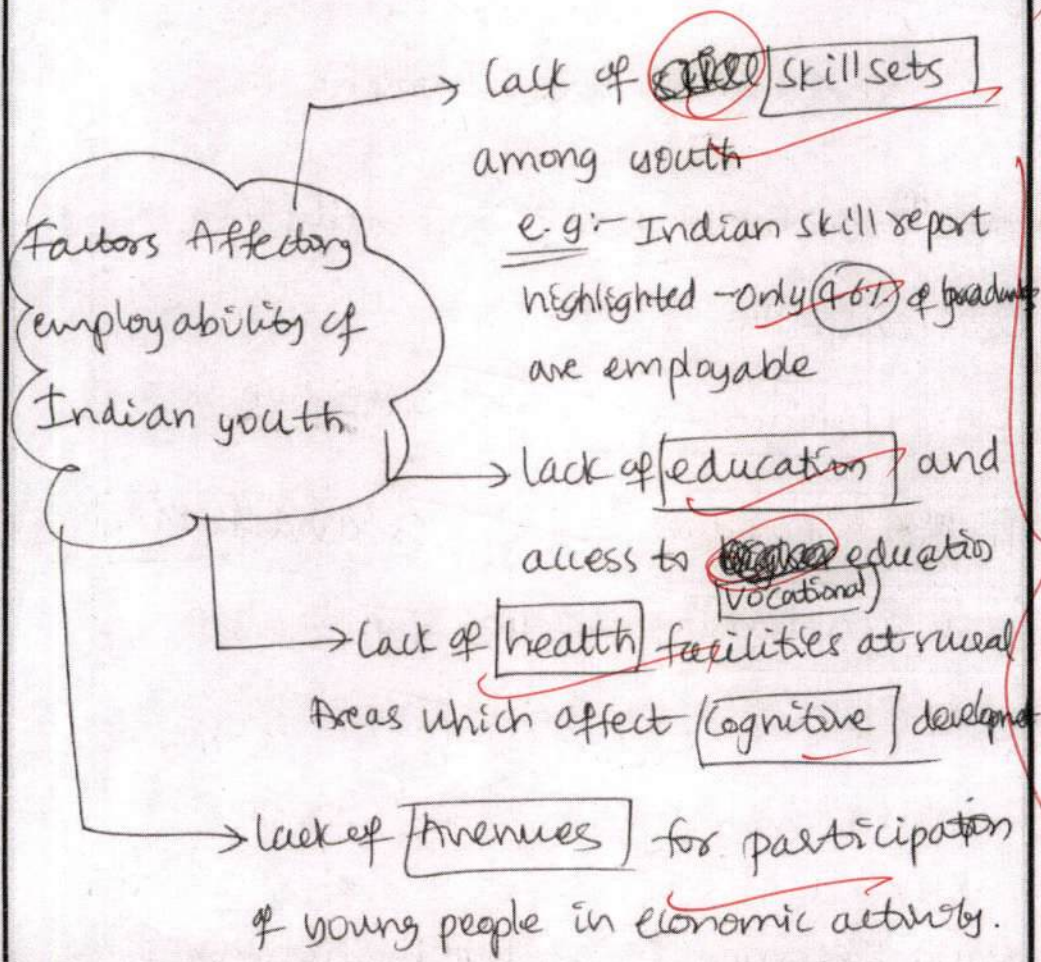 lack of skill sets
among youth
e.g:- Indian skill report
highlighted - only 46% of graduates
are employable
Factors Affecting
employability of
Indian youth
lack of education and
access to education
vocational
lack of health facilities at rural
Areas which affect Cognitive development
lack of Avenues for participation
of young people in economic activity.